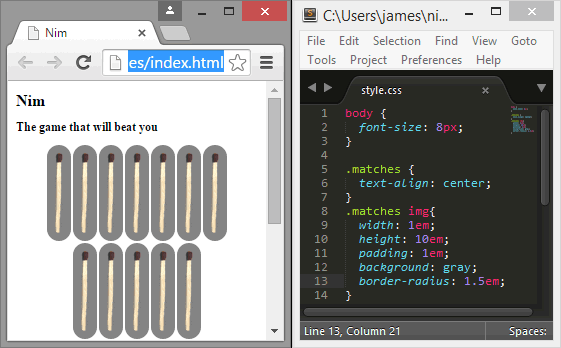 Nim
es/index.html
Nim
The game that will beat you
C:\Users\james\ni...
File Edit Selection Find View Goto
Tools Project Preferences Help
style.css
1 body {
2 font-size: 8px;
3 }
4
5 .matches {
6 text-align: center;
7 }
8 .matches img{
9 width: 1em;
10 height: 10em;
11 padding: 1em;
12 background: gray;
13 border-radius: 1.5em;
14 }
Line 13, Column 21 Spaces: